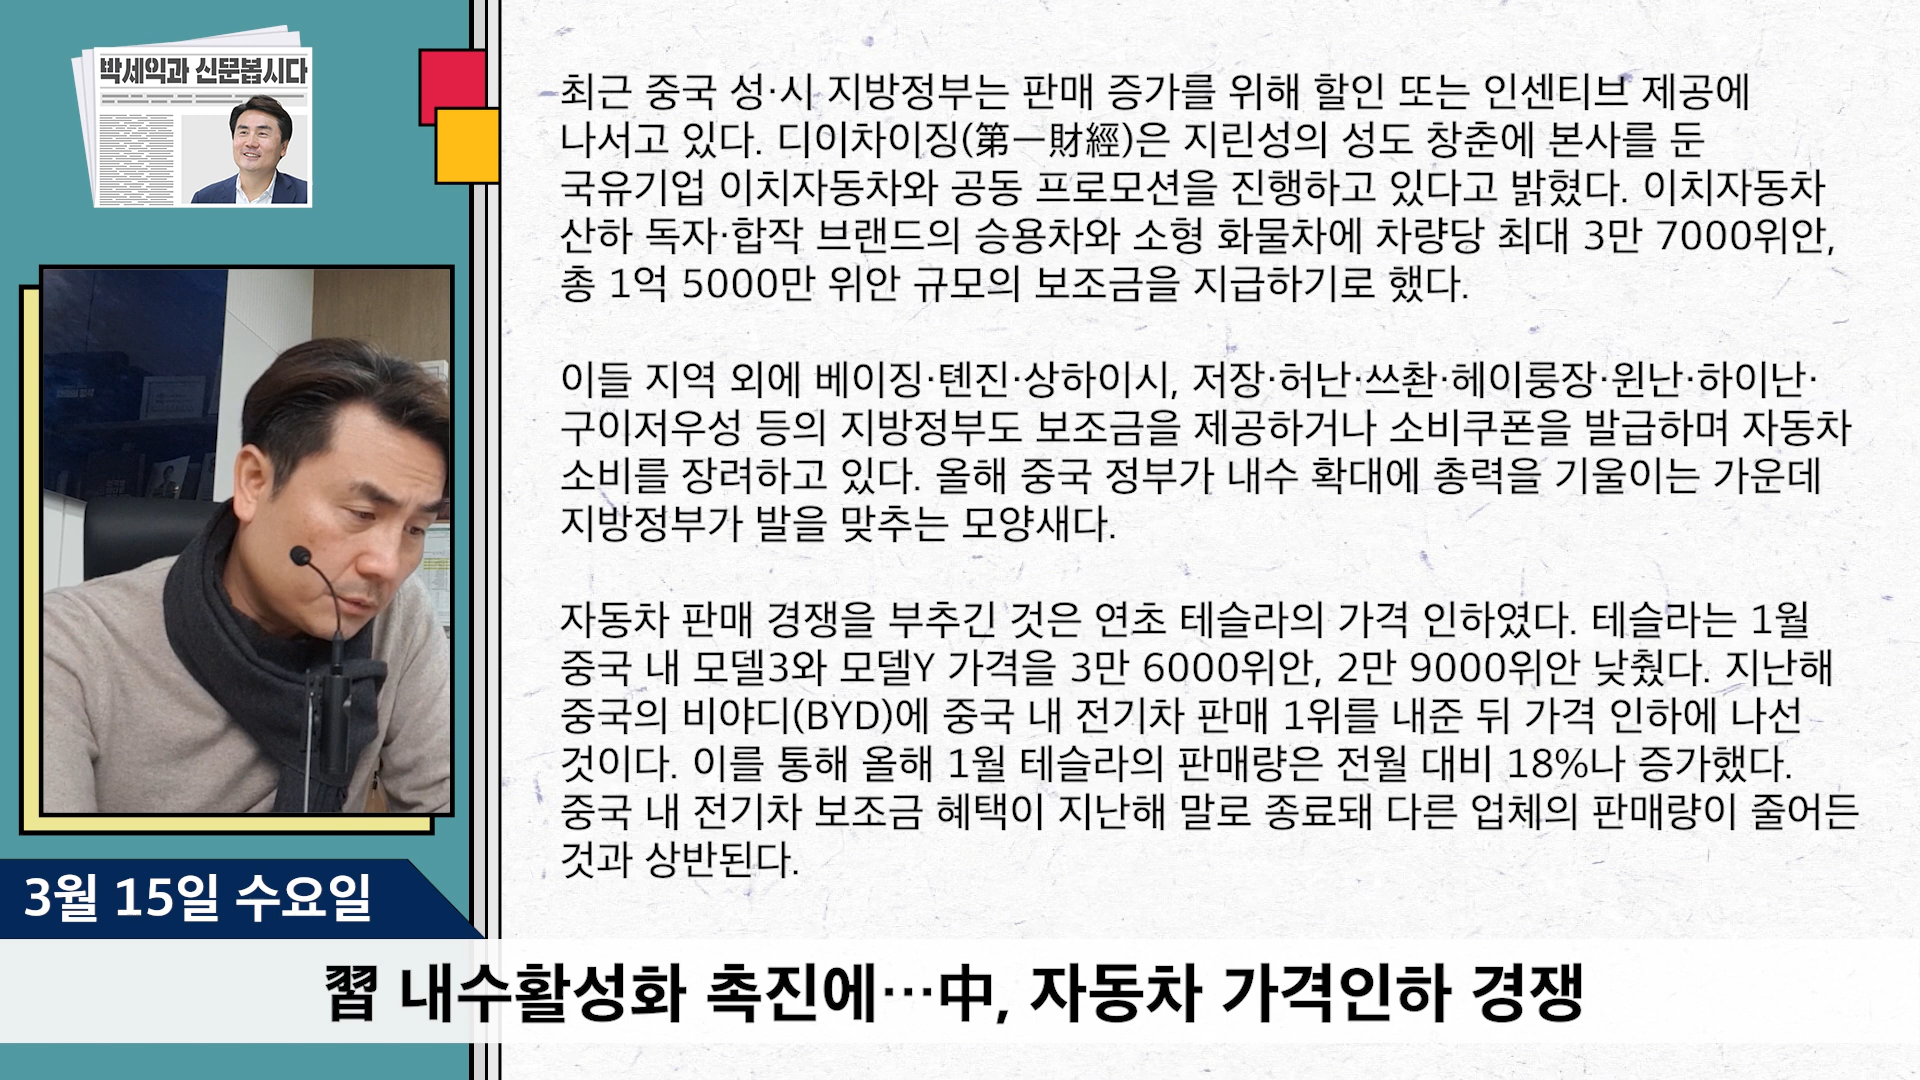 박세익과 신문봅시다
최근 중국 성·시 지방정부는 판매 증가를 위해 할인 또는 인센티브 제공에
나서고 있다. 디이차이징(第一財經)은 지린성의 성도 창춘에 본사를 둔
국유기업 이치자동차와 공동 프로모션을 진행하고 있다고 밝혔다. 이치자동차
산하 독자·합작 브랜드의 승용차와 소형 화물차에 차량당 최대 3만 7000위안,
총 1억 5000만 위안 규모의 보조금을 지급하기로 했다.
이들 지역 외에 베이징·톈진·상하이시, 저장·허난·쓰촨·헤이룽장·윈난·하이난·
구이저우성 등의 지방정부도 보조금을 제공하거나 소비쿠폰을 발급하며 자동차
소비를 장려하고 있다. 올해 중국 정부가 내수 확대에 총력을 기울이는 가운데
지방정부가 발을 맞추는 모양새다.
자동차 판매 경쟁을 부추긴 것은 연초 테슬라의 가격 인하였다. 테슬라는 1월
중국 내 모델3와 모델Y 가격을 3만 6000위안, 2만 9000위안 낮췄다. 지난해
중국의 비야디(BYD)에 중국 내 전기차 판매 1위를 내준 뒤 가격 인하에 나선
것이다. 이를 통해 올해 1월 테슬라의 판매량은 전월 대비 18%나 증가했다.
중국 내 전기차 보조금 혜택이 지난해 말로 종료돼 다른 업체의 판매량이 줄어든
것과 상반된다.
3월 15일 수요일
習 내수활성화 촉진에…中, 자동차 가격인하 경쟁